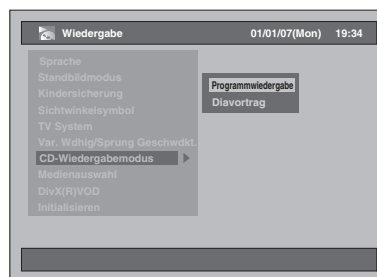 Wiedergabe 01/01/07(Mon) 19:34
Sprache
Standbildmodus
Kindersicherung
Sichtwinkelsymbol
TV System
Var. Wdhlg/Sprung Geschwdkt.
CD-Wiedergabemodus
Medienauswahl
DivX(R)VOD
Initialisieren
Programmwiedergabe
Diavortrag